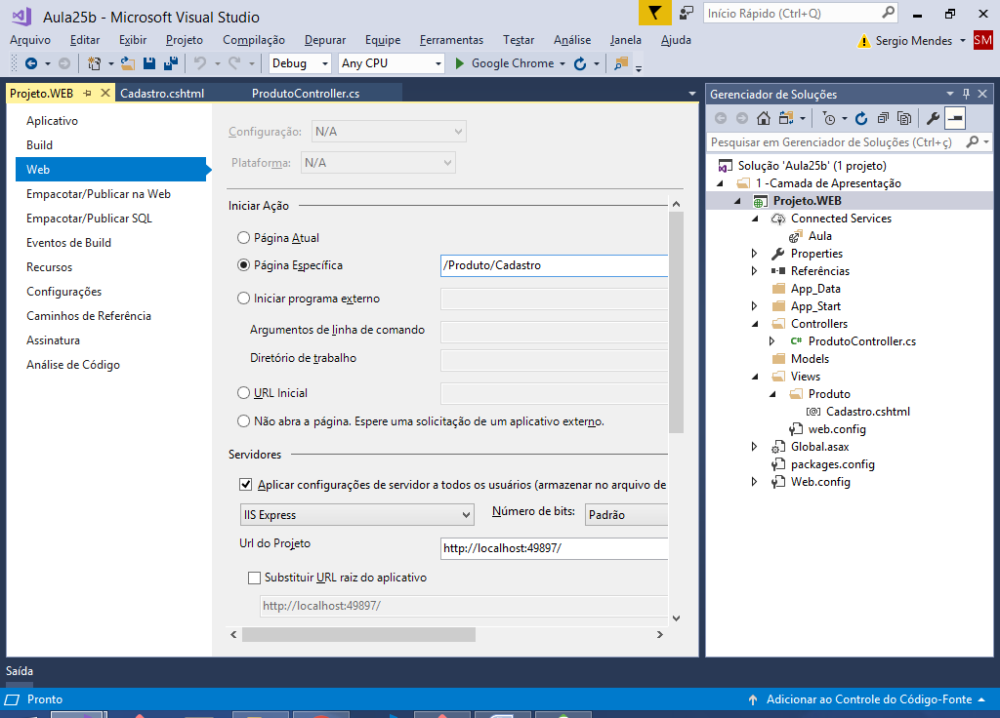 Aula25b - Microsoft Visual Studio
Início Rápido (Ctrl+Q)
Arquivo Editar Exibir Projeto Compilação Depurar Equipe Ferramentas Testar Análise Janela Ajuda
Sergio Mendes SM
Debug Any CPU Google Chrome
Projeto.WEB Cadastro.cshtml ProdutoController.cs
Aplicativo
Build
Web
Empacotar/Publicar na Web
Empacotar/Publicar SQL
Eventos de Build
Recursos
Configurações
Caminhos de Referência
Assinatura
Análise de Código
Configuração: N/A
Plataforma: N/A
Iniciar Ação
Página Atual
Página Específica /Produto/Cadastro
Iniciar programa externo
Argumentos de linha de comando
Diretório de trabalho
URL Inicial
Não abra a página. Espere uma solicitação de um aplicativo externo.
Servidores
Aplicar configurações de servidor a todos os usuários (armazenar no arquivo de
IIS Express Número de bits: Padrão
Url do Projeto http://localhost:49897/
Substituir URL raiz do aplicativo
http://localhost:49897/
Gerenciador de Soluções
Pesquisar em Gerenciador de Soluções (Ctrl+ç)
Solução 'Aula25b' (1 projeto)
1 -Camada de Apresentação
Projeto.WEB
Connected Services
Aula
Properties
Referências
App_Data
App_Start
Controllers
C# ProdutoController.cs
Models
Views
Produto
[@] Cadastro.cshtml
web.config
Global.asax
packages.config
Web.config
Saída
Pronto
Adicionar ao Controle do Código-Fonte